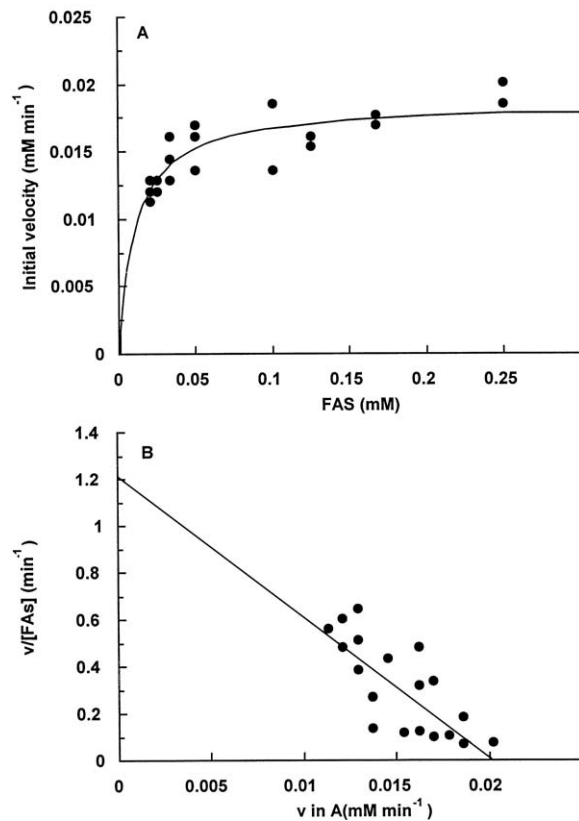 A
Initial velocity (mM min⁻¹)
0.02
0.015
0.01
0.005
0
0 0.05 0.1 0.15 0.2 0.25
FAS (mM)
B
v/[FAs] (min⁻¹)
1.4
1.2
1
0.8
0.6
0.4
0.2
0
0 0.005 0.01 0.015 0.02
v in A(mM min⁻¹)